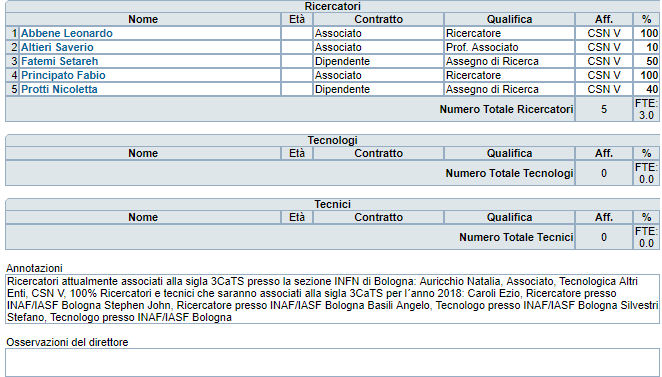 Ricercatori
Nome Età Contratto Qualifica Aff. %
1 Abbene Leonardo Associato Ricercatore CSN V 100
2 Altieri Saverio Associato Prof. Associato CSN V 10
3 Fatemi Setareh Dipendente Assegno di Ricerca CSN V 50
4 Principato Fabio Associato Ricercatore CSN V 100
5 Protti Nicoletta Dipendente Assegno di Ricerca CSN V 40
Numero Totale Ricercatori 5 FTE: 3.0
Tecnologi
Nome Età Contratto Qualifica Aff. %
Numero Totale Tecnologi 0 FTE: 0.0
Tecnici
Nome Età Contratto Qualifica Aff. %
Numero Totale Tecnici 0 FTE: 0.0
Annotazioni
Ricercatori attualmente associati alla sigla 3CaTS presso la sezione INFN di Bologna: Auricchio Natalia, Associato, Tecnologica Altri
Enti, CSN V, 100% Ricercatori e tecnici che saranno associati alla sigla 3CaTS per l´anno 2018: Caroli Ezio, Ricercatore presso
INAF/IASF Bologna Stephen John, Ricercatore presso INAF/IASF Bologna Basili Angelo, Tecnologo presso INAF/IASF Bologna Silvestri
Stefano, Tecnologo presso INAF/IASF Bologna
Osservazioni del direttore